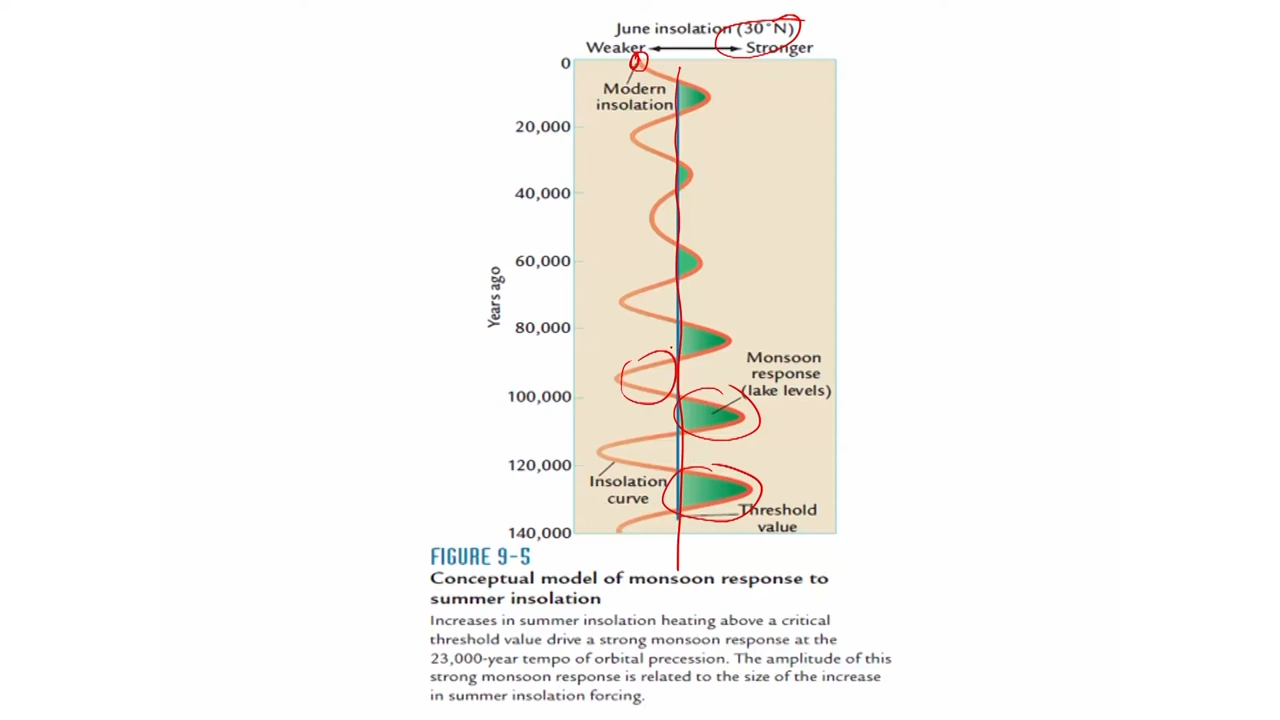 June insolation (30°N)
Weaker Stronger
0
Modern
insolation
20,000
40,000
60,000
Years ago
80,000
Monsoon
response
(lake levels)
100,000
120,000
Insolation
curve
Threshold
value
140,000
FIGURE 9-5
Conceptual model of monsoon response to
summer insolation
Increases in summer insolation heating above a critical
threshold value drive a strong monsoon response at the
23,000-year tempo of orbital precession. The amplitude of this
strong monsoon response is related to the size of the increase
in summer insolation forcing.